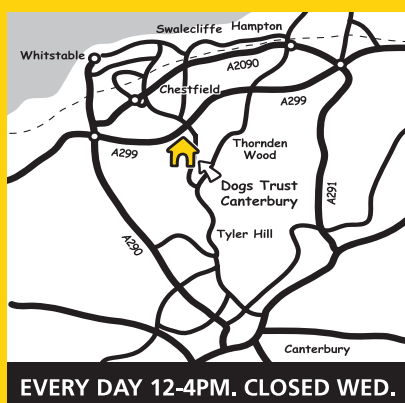 Swalecliffe Hampton
Whitstable
A2090
Chestfield
A299
A299
Thornden
Wood
Dogs Trust
Canterbury
A291
Tyler Hill
A290
Canterbury
EVERY DAY 12-4PM. CLOSED WED.